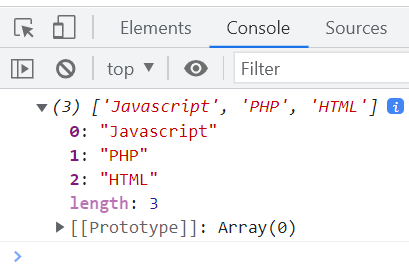 Elements Console Sources
top ▼ Filter
▼ (3) ['Javascript', 'PHP', 'HTML'] i
0: "Javascript"
1: "PHP"
2: "HTML"
length: 3
▶ [[Prototype]]: Array(0)
>